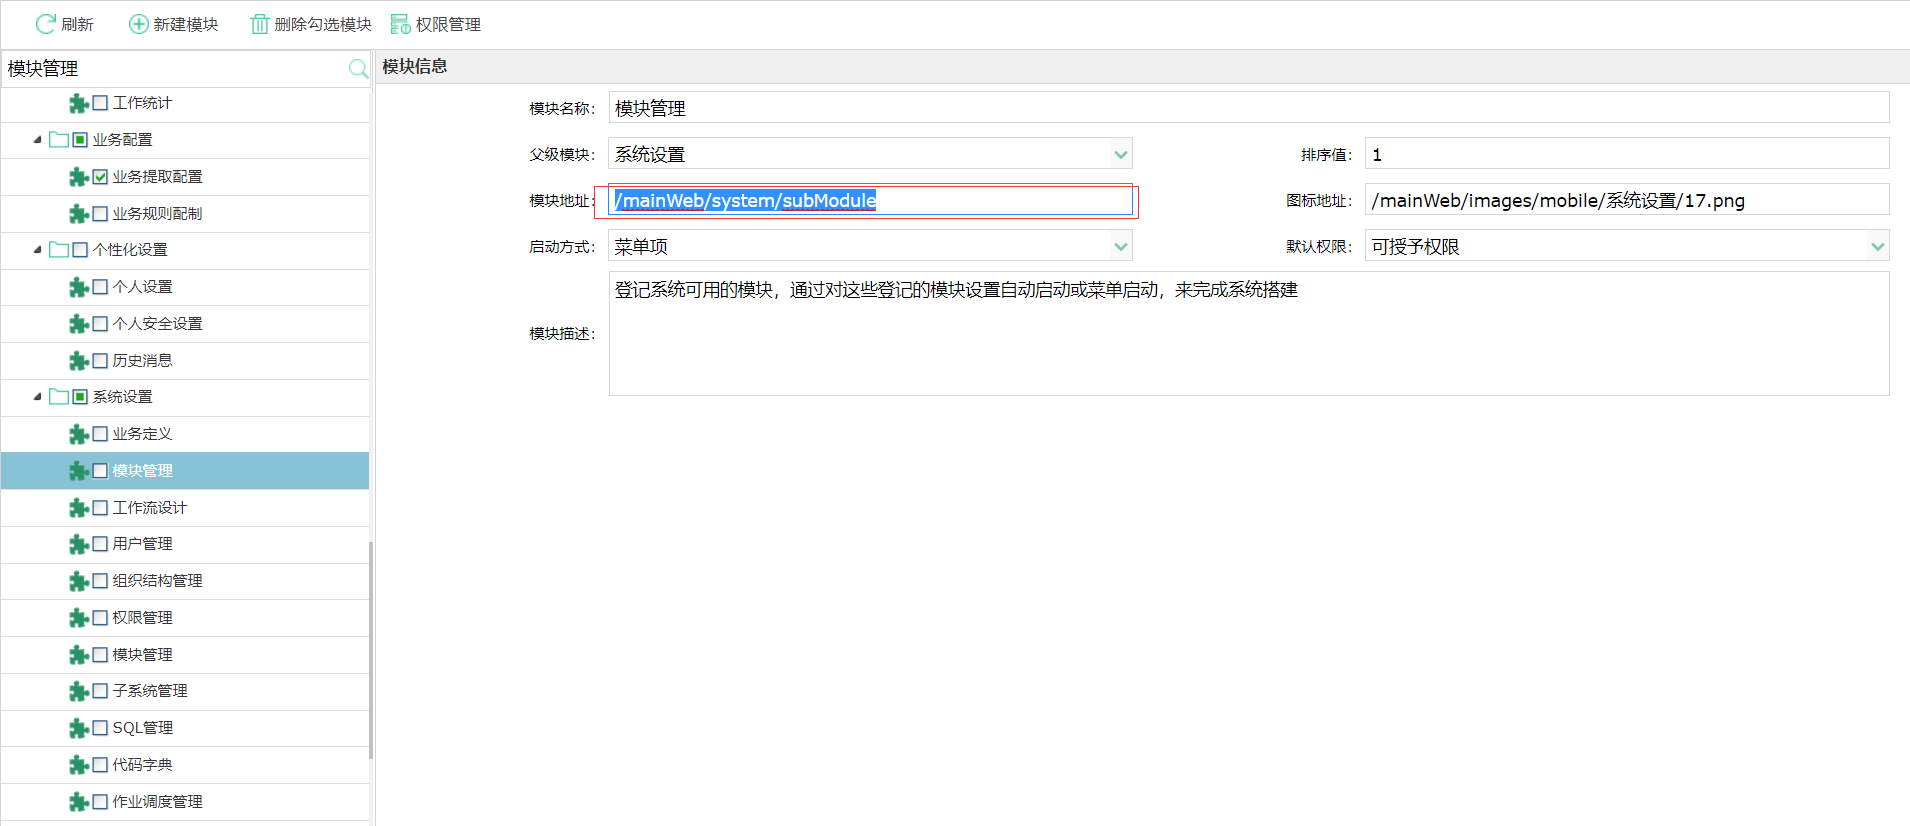 刷新 新建模块 删除勾选模块 权限管理
模块管理
工作统计
业务配置
业务提取配置
业务规则配制
个性化设置
个人设置
个人安全设置
历史消息
系统设置
业务定义
模块管理
工作流设计
用户管理
组织结构管理
权限管理
模块管理
子系统管理
SQL管理
代码字典
作业调度管理
模块信息
模块名称: 模块管理
父级模块: 系统设置 排序值: 1
模块地址: /mainWeb/system/subModule 图标地址: /mainWeb/images/mobile/系统设置/17.png
启动方式: 菜单项 默认权限: 可授予权限
模块描述: 登记系统可用的模块，通过对这些登记的模块设置自动启动或菜单启动，来完成系统搭建